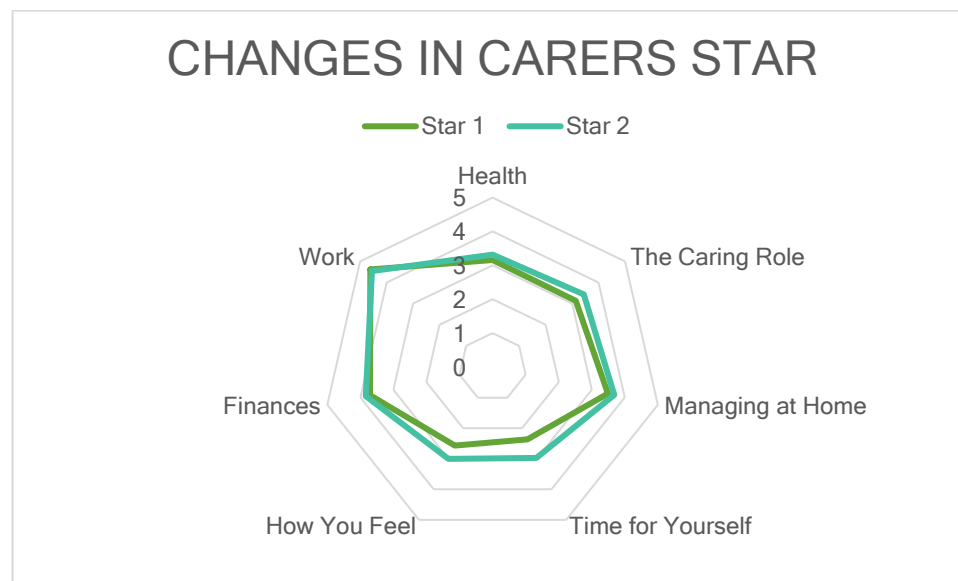 CHANGES IN CARERS STAR
Star 1 Star 2
Health
5
4
Work The Caring Role
3
2
1
0
Finances Managing at Home
How You Feel Time for Yourself